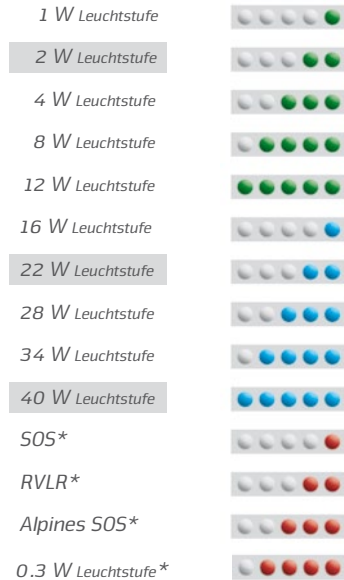 1 W Leuchtstufe
2 W Leuchtstufe
4 W Leuchtstufe
8 W Leuchtstufe
12 W Leuchtstufe
16 W Leuchtstufe
22 W Leuchtstufe
28 W Leuchtstufe
34 W Leuchtstufe
40 W Leuchtstufe
SOS*
RVLR*
Alpines SOS*
0.3 W Leuchtstufe*